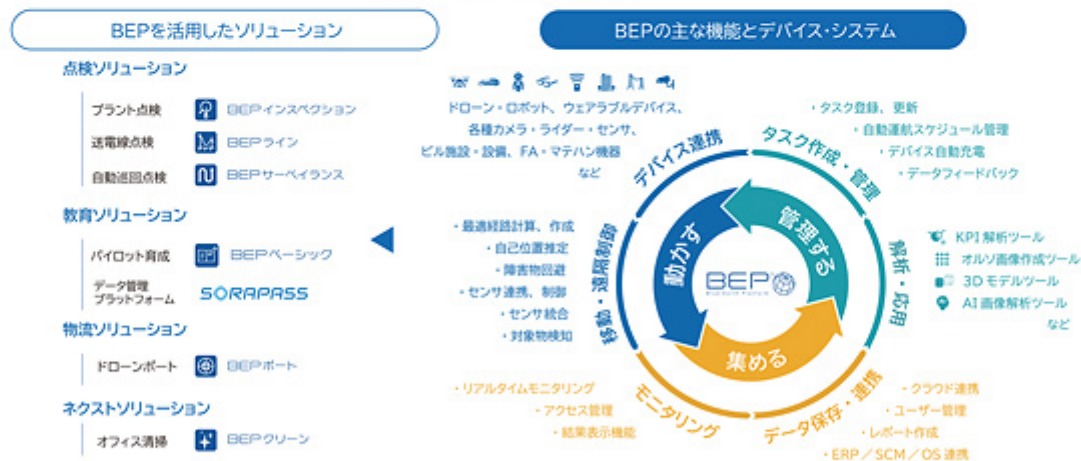 BEPを活用したソリューション
点検ソリューション
プラント点検 BEPインスペクション
送電線点検 BEPライン
自動巡回点検 BEPサーベイランス
教育ソリューション
パイロット育成 BEPベーシック
データ管理
プラットフォーム SORAPASS
物流ソリューション
ドローンポート BEPポート
ネクストソリューション
オフィス清掃 BEPクリーン
BEPの主な機能とデバイス・システム
ドローン・ロボット、ウェアラブルデバイス、
各種カメラ・ライダー・センサ、
ビル施設・設備、FA・マテハン機器
など
デバイス連携
タスク作成・管理
・タスク登録、更新
・自動運航スケジュール管理
・デバイス自動充電
・データフィードバック
移動・遠隔制御
・最適経路計算、作成
・自己位置推定
・障害物回避
・センサ連携、制御
・センサ統合
・対象物検知
動かす
管理する
集める
BEP
解析・応用
KPI 解析ツール
オルソ画像作成ツール
3D モデルツール
AI 画像解析ツール
など
モニタリング
・リアルタイムモニタリング
・アクセス管理
・結果表示機能
データ保存・連携
・クラウド連携
・ユーザー管理
・レポート作成
・ERP／SCM／OS 連携